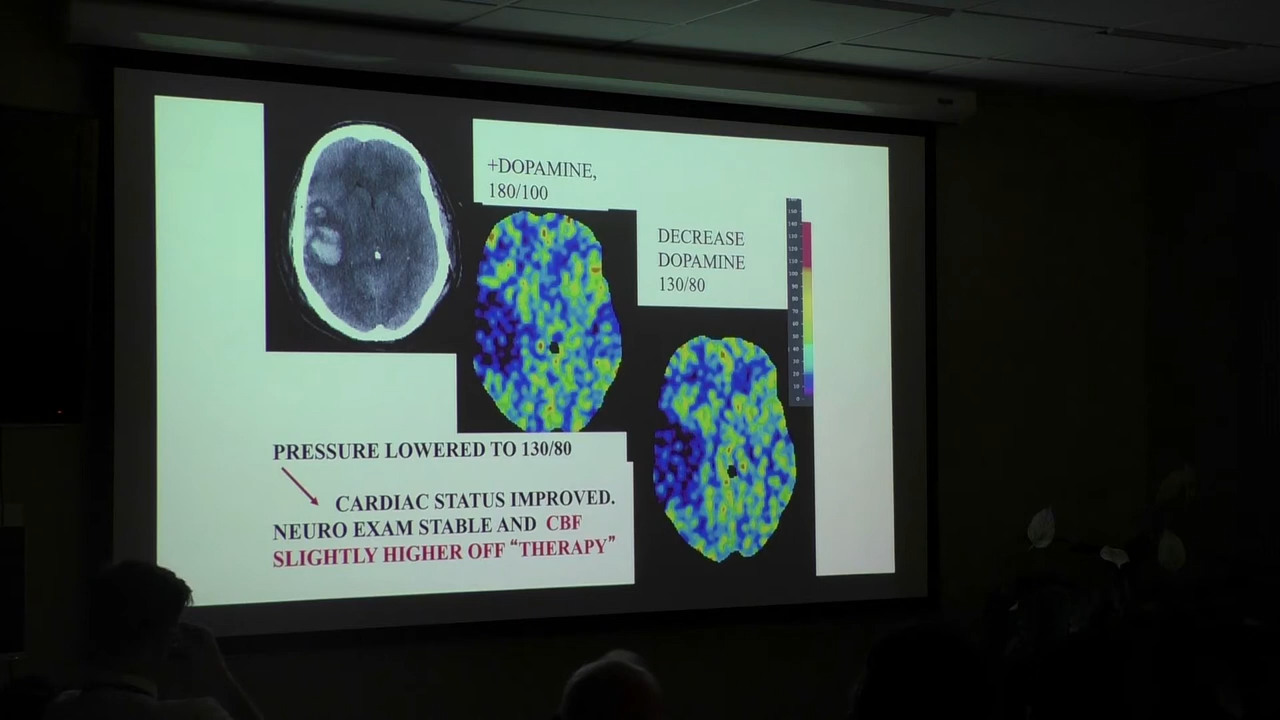 +DOPAMINE,
180/100
DECREASE
DOPAMINE
130/80
PRESSURE LOWERED TO 130/80
CARDIAC STATUS IMPROVED.
NEURO EXAM STABLE AND CBF
SLIGHTLY HIGHER OFF “THERAPY”